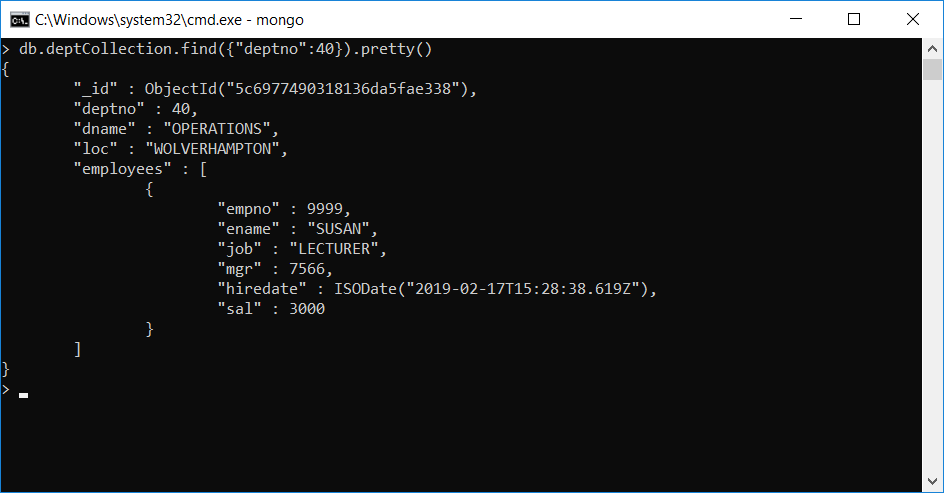 C:\Windows\system32\cmd.exe - mongo
> db.deptCollection.find({"deptno":40}).pretty()
{
        "_id" : ObjectId("5c6977490318136da5fae338"),
        "deptno" : 40,
        "dname" : "OPERATIONS",
        "loc" : "WOLVERHAMPTON",
        "employees" : [
                {
                        "empno" : 9999,
                        "ename" : "SUSAN",
                        "job" : "LECTURER",
                        "mgr" : 7566,
                        "hiredate" : ISODate("2019-02-17T15:28:38.619Z"),
                        "sal" : 3000
                }
        ]
}
>